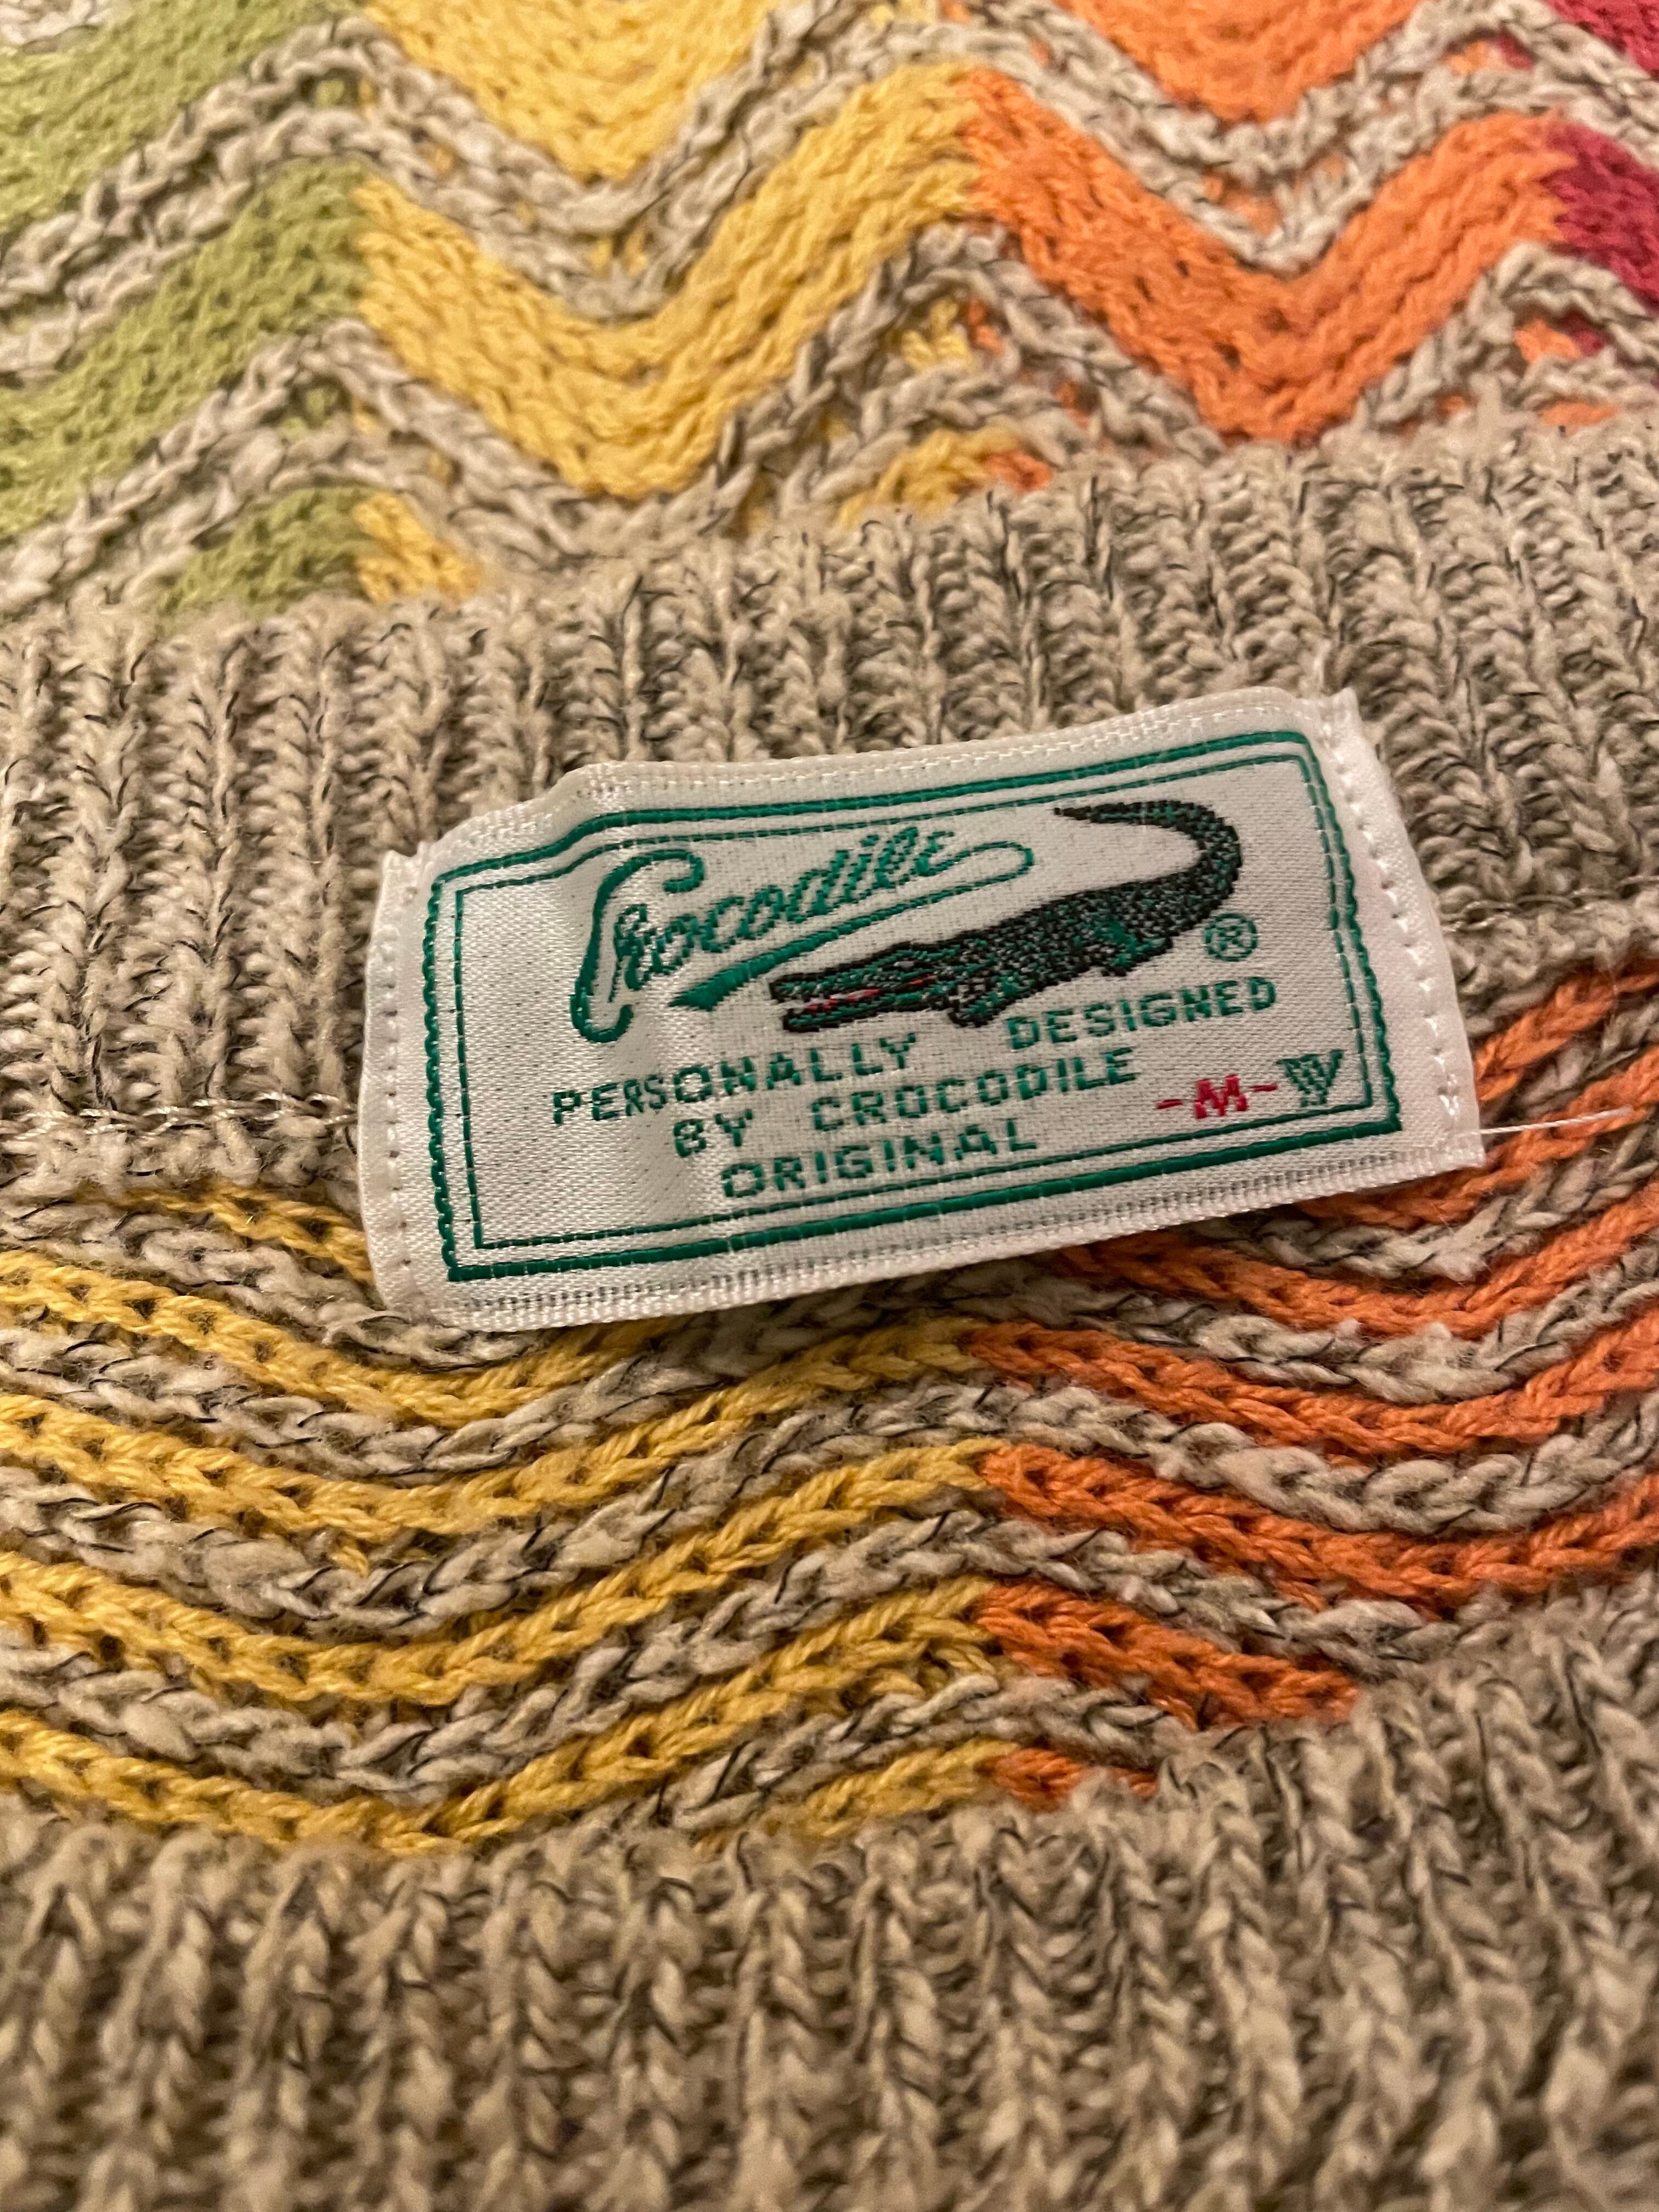 Crocodile ®
PERSONALLY DESIGNED
BY CROCODILE -M- W
ORIGINAL